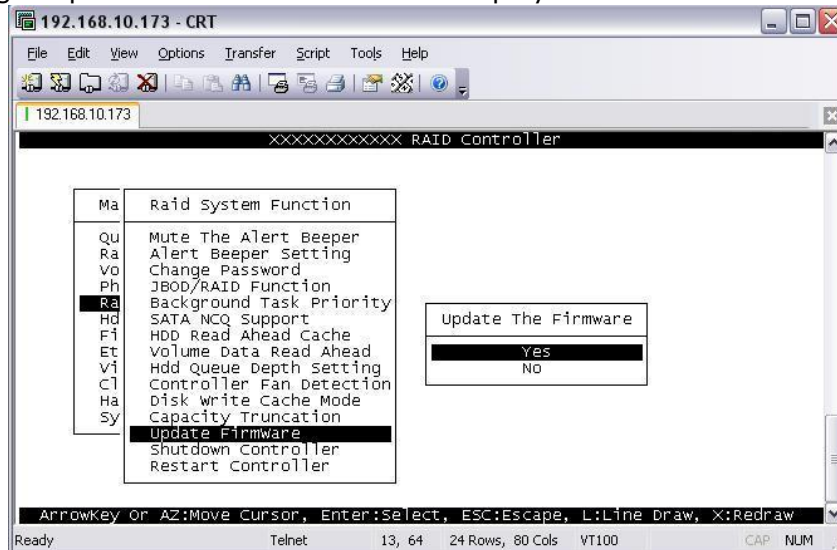 192.168.10.173 - CRT
File Edit View Options Transfer Script Tools Help
192.168.10.173
XXXXXXXXXXXX RAID Controller
Ma
Qu
Ra
Vo
Ph
Ra
Hd
Fi
Et
Vi
Cl
Ha
Sy
Raid System Function
Mute The Alert Beeper
Alert Beeper Setting
Change Password
JBOD/RAID Function
Background Task Priority
SATA NCQ Support
HDD Read Ahead Cache
Volume Data Read Ahead
Hdd Queue Depth Setting
Controller Fan Detection
Disk Write Cache Mode
Capacity Truncation
Update Firmware
Shutdown Controller
Restart Controller
Update The Firmware
Yes
No
ArrowKey Or AZ:Move Cursor, Enter:Select, ESC:Escape, L:Line Draw, X:Redraw
Ready Telnet 13, 64 24 Rows, 80 Cols VT100 CAP NUM